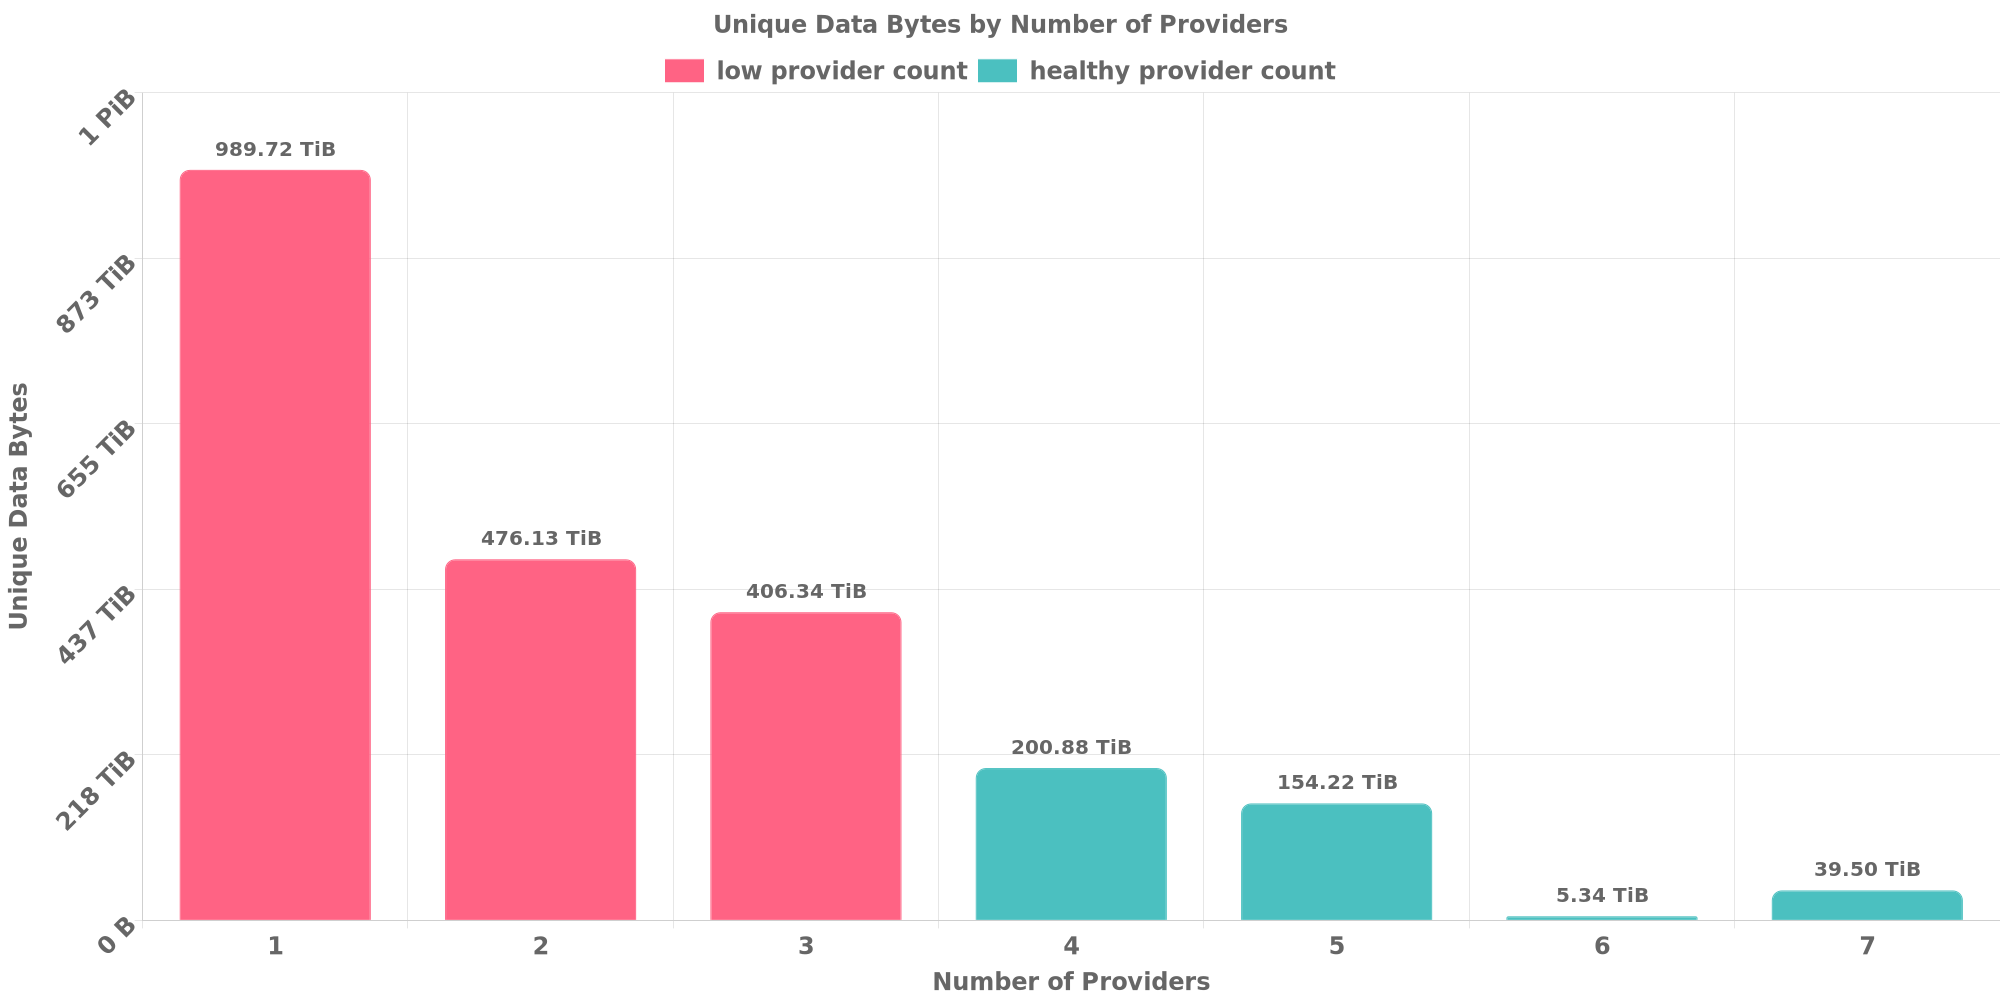 Unique Data Bytes by Number of Providers
low provider count
healthy provider count
1 PiB
873 TiB
655 TiB
437 TiB
218 TiB
0 B
Unique Data Bytes
989.72 TiB
476.13 TiB
406.34 TiB
200.88 TiB
154.22 TiB
5.34 TiB
39.50 TiB
1
2
3
4
5
6
7
Number of Providers